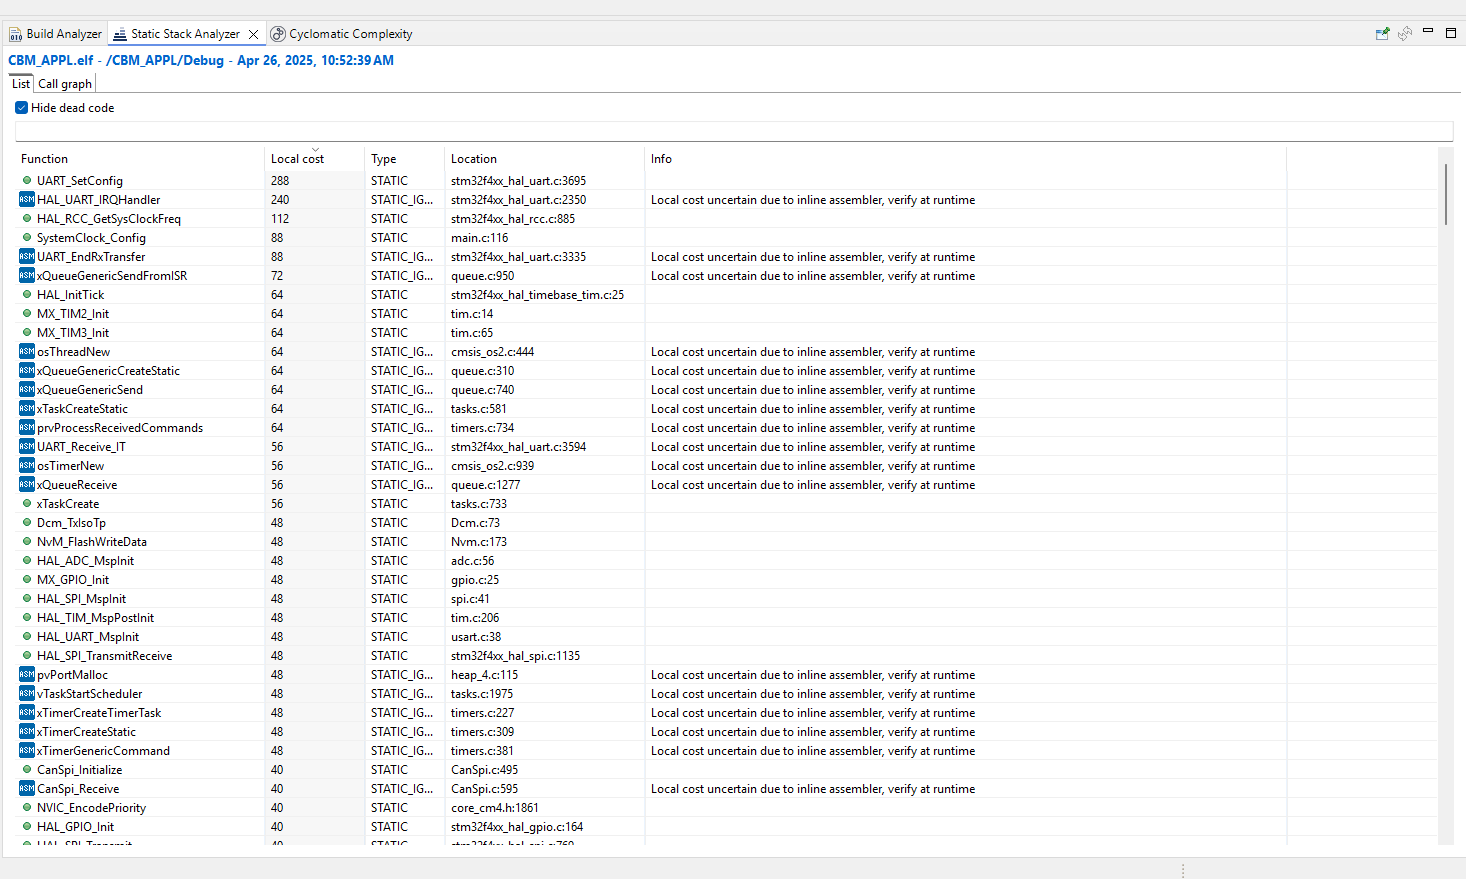 Build Analyzer Static Stack Analyzer Cyclomatic Complexity
CBM_APPL.elf - /CBM_APPL/Debug - Apr 26, 2025, 10:52:39 AM
List Call graph
Hide dead code
Function Local cost Type Location Info
UART_SetConfig 288 STATIC stm32f4xx_hal_uart.c:3695
ASM HAL_UART_IRQHandler 240 STATIC_IG... stm32f4xx_hal_uart.c:2350 Local cost uncertain due to inline assembler, verify at runtime
HAL_RCC_GetSysClockFreq 112 STATIC stm32f4xx_hal_rcc.c:885
SystemClock_Config 88 STATIC main.c:116
ASM UART_EndRxTransfer 88 STATIC_IG... stm32f4xx_hal_uart.c:3335 Local cost uncertain due to inline assembler, verify at runtime
ASM xQueueGenericSendFromISR 72 STATIC_IG... queue.c:950 Local cost uncertain due to inline assembler, verify at runtime
HAL_InitTick 64 STATIC stm32f4xx_hal_timebase_tim.c:25
MX_TIM2_Init 64 STATIC tim.c:14
MX_TIM3_Init 64 STATIC tim.c:65
ASM osThreadNew 64 STATIC_IG... cmsis_os2.c:444 Local cost uncertain due to inline assembler, verify at runtime
ASM xQueueGenericCreateStatic 64 STATIC_IG... queue.c:310 Local cost uncertain due to inline assembler, verify at runtime
ASM xQueueGenericSend 64 STATIC_IG... queue.c:740 Local cost uncertain due to inline assembler, verify at runtime
ASM xTaskCreateStatic 64 STATIC_IG... tasks.c:581 Local cost uncertain due to inline assembler, verify at runtime
ASM prvProcessReceivedCommands 64 STATIC_IG... timers.c:734 Local cost uncertain due to inline assembler, verify at runtime
ASM UART_Receive_IT 56 STATIC_IG... stm32f4xx_hal_uart.c:3594 Local cost uncertain due to inline assembler, verify at runtime
ASM osTimerNew 56 STATIC_IG... cmsis_os2.c:939 Local cost uncertain due to inline assembler, verify at runtime
ASM xQueueReceive 56 STATIC_IG... queue.c:1277 Local cost uncertain due to inline assembler, verify at runtime
xTaskCreate 56 STATIC tasks.c:733
Dcm_TxIsoTp 48 STATIC Dcm.c:73
NvM_FlashWriteData 48 STATIC Nvm.c:173
HAL_ADC_MspInit 48 STATIC adc.c:56
MX_GPIO_Init 48 STATIC gpio.c:25
HAL_SPI_MspInit 48 STATIC spi.c:41
HAL_TIM_MspPostInit 48 STATIC tim.c:206
HAL_UART_MspInit 48 STATIC usart.c:38
HAL_SPI_TransmitReceive 48 STATIC stm32f4xx_hal_spi.c:1135
ASM pvPortMalloc 48 STATIC_IG... heap_4.c:115 Local cost uncertain due to inline assembler, verify at runtime
ASM vTaskStartScheduler 48 STATIC_IG... tasks.c:1975 Local cost uncertain due to inline assembler, verify at runtime
ASM xTimerCreateTimerTask 48 STATIC_IG... timers.c:227 Local cost uncertain due to inline assembler, verify at runtime
ASM xTimerCreateStatic 48 STATIC_IG... timers.c:309 Local cost uncertain due to inline assembler, verify at runtime
ASM xTimerGenericCommand 48 STATIC_IG... timers.c:381 Local cost uncertain due to inline assembler, verify at runtime
CanSpi_Initialize 40 STATIC CanSpi.c:495
ASM CanSpi_Receive 40 STATIC_IG... CanSpi.c:595 Local cost uncertain due to inline assembler, verify at runtime
NVIC_EncodePriority 40 STATIC core_cm4.h:1861
HAL_GPIO_Init 40 STATIC stm32f4xx_hal_gpio.c:164
HAL_SPI_Transmit 40 STATIC stm32f4xx_hal_spi.c:769